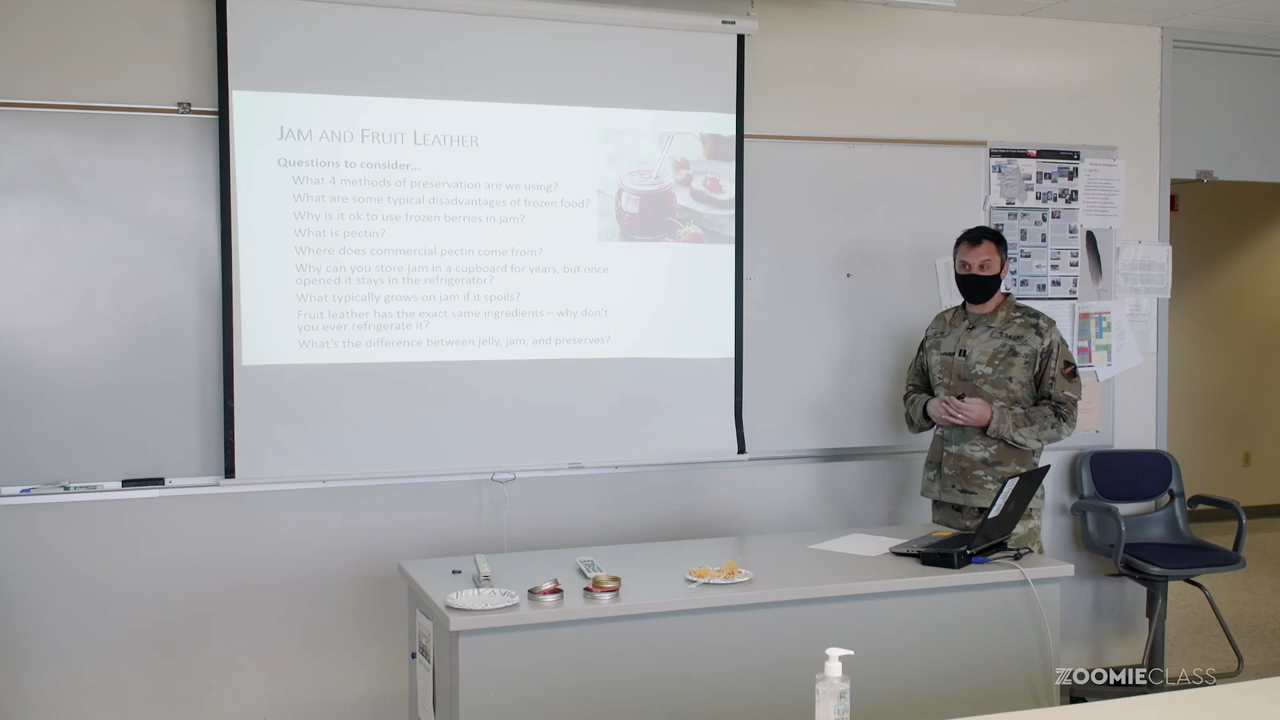 JAM AND FRUIT LEATHER
Questions to consider...
What 4 methods of preservation are we using?
What are some typical disadvantages of frozen food?
Why is it ok to use frozen berries in jam?
What is pectin?
Where does commercial pectin come from?
Why can you store jam in a cupboard for years, but once
opened it stays in the refrigerator?
What typically grows on jam if it spoils?
Fruit leather has the exact same ingredients – why don't
you ever refrigerate it?
What's the difference between jelly, jam, and preserves?
ZOOMIECLASS